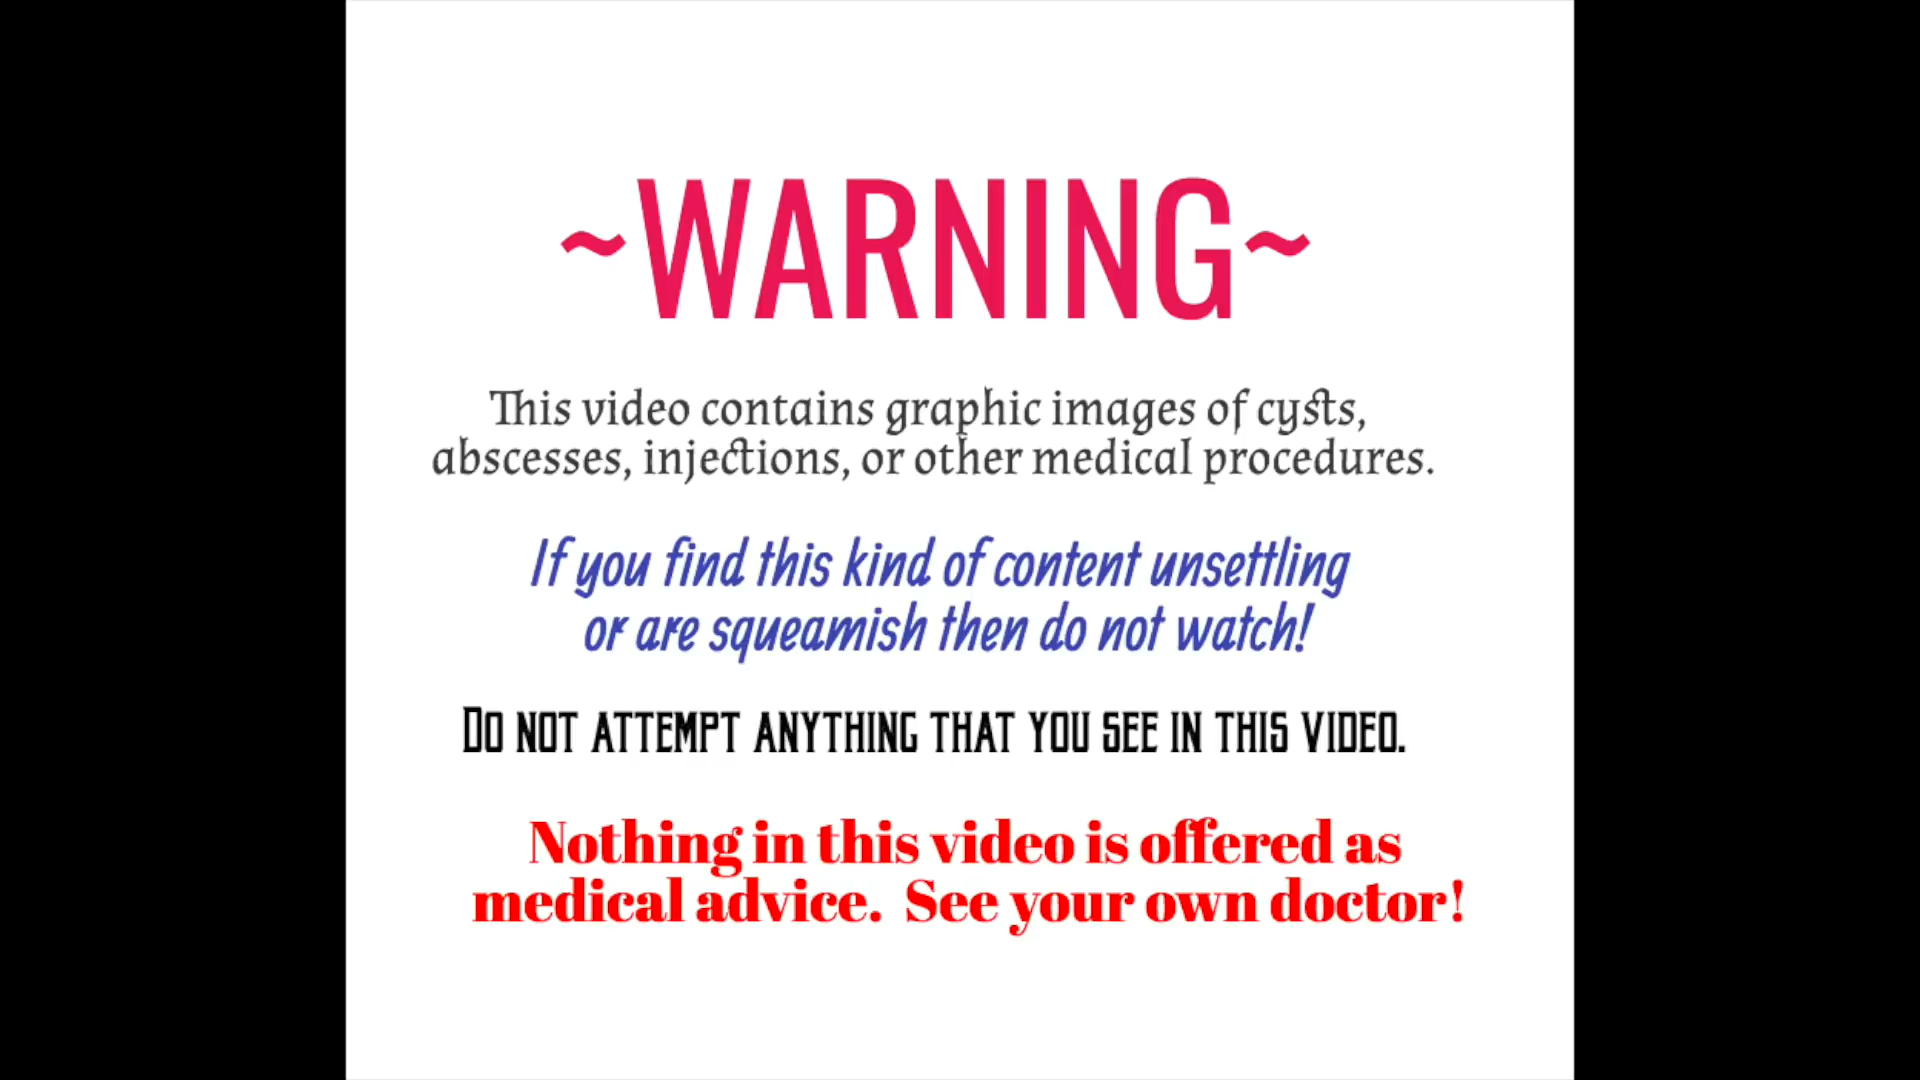 ~WARNING~
This video contains graphic images of cysts,
abscesses, injections, or other medical procedures.
If you find this kind of content unsettling
or are squeamish then do not watch!
Do not attempt anything that you see in this video.
Nothing in this video is offered as
medical advice.  See your own doctor!